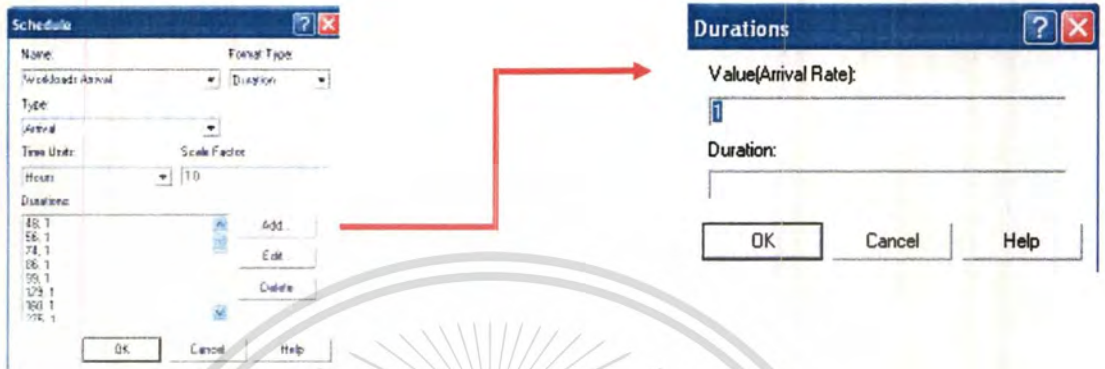 Schedule
Name:
Format Type:
Workloads Arrival
Duration
Type:
Arrival
Time Units:
Scale Factor:
Hours
1.0
Durations:
48, 1
56, 1
74, 1
86, 1
99, 1
129, 1
160, 1
Add...
Edit...
Delete
OK
Cancel
Help
Durations
Value(Arrival Rate):
1
Duration:
OK
Cancel
Help